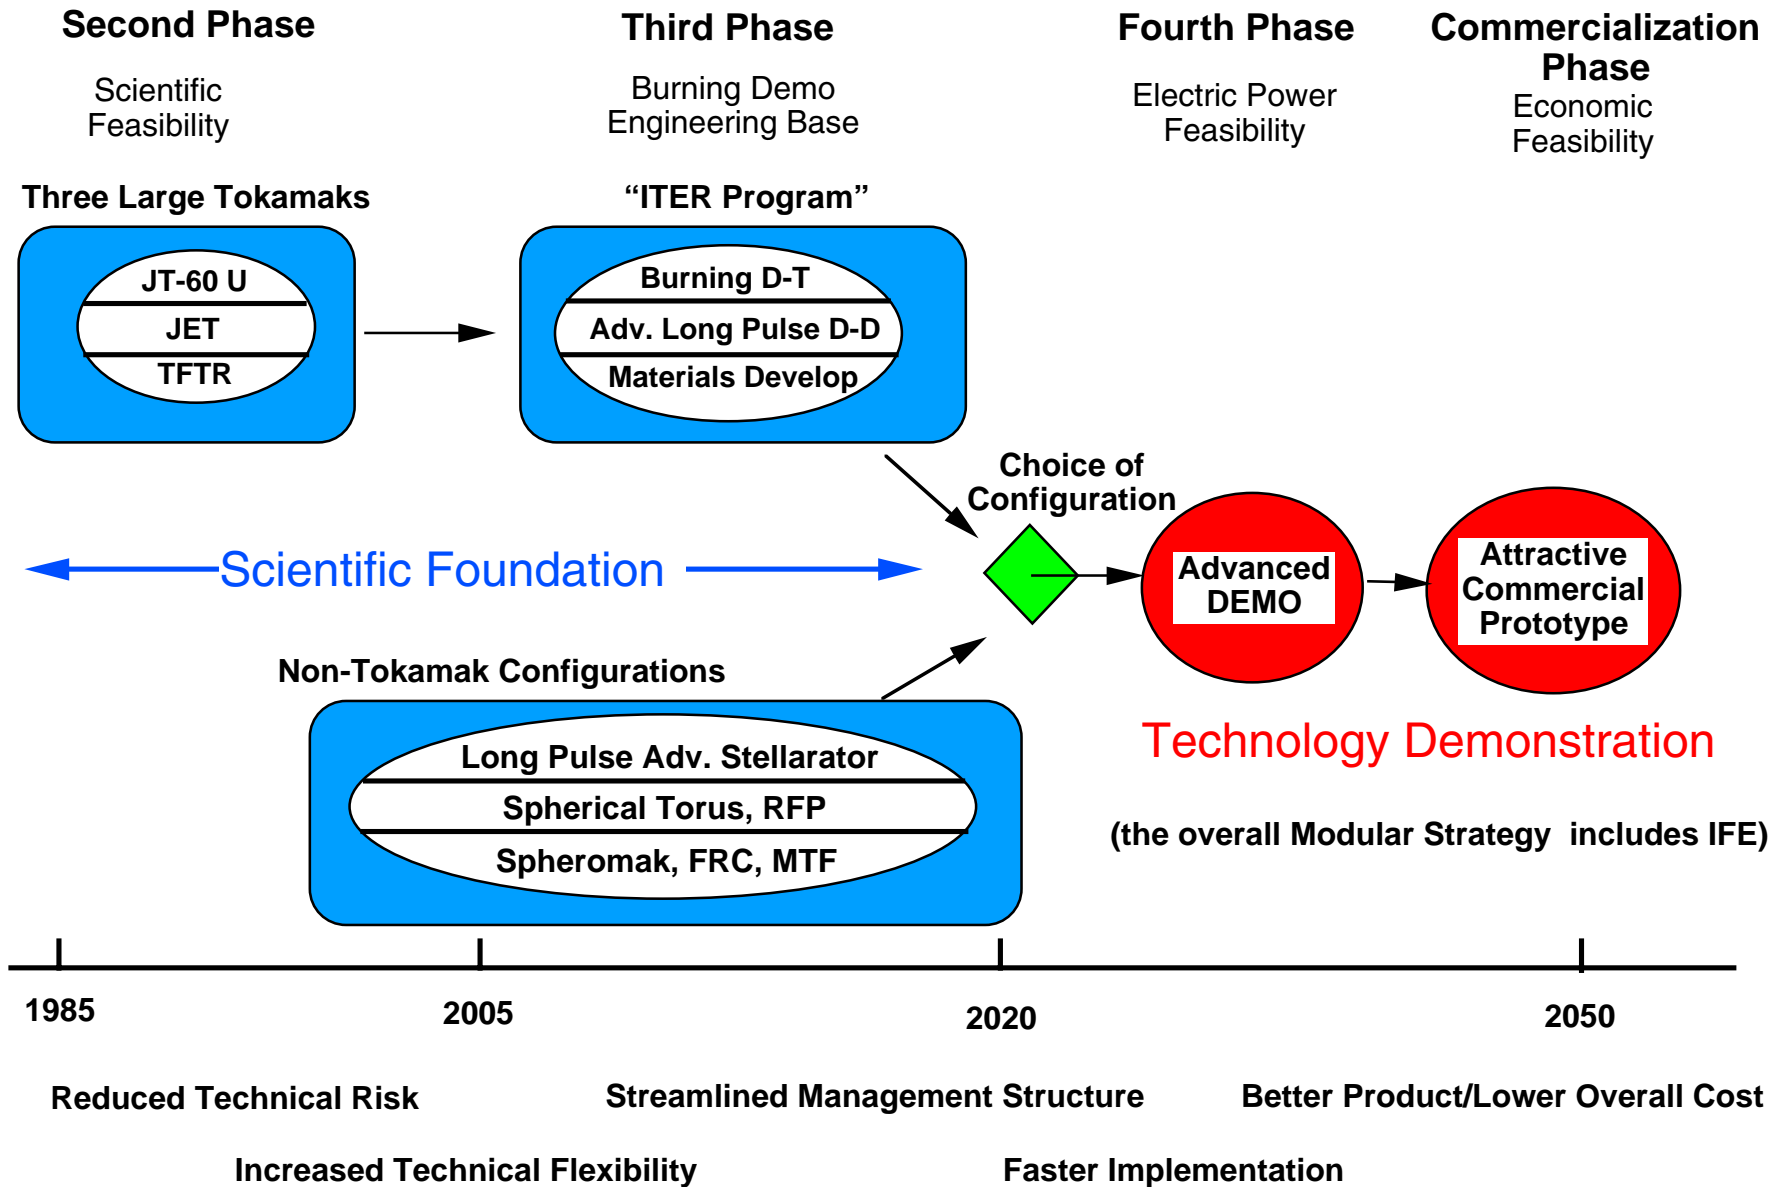 Second Phase
Scientific
Feasibility
Third Phase
Burning Demo
Engineering Base
Fourth Phase
Electric Power
Feasibility
Commercialization
Phase
Economic
Feasibility
Three Large Tokamaks
JT-60 U
JET
TFTR
“ITER Program”
Burning D-T
Adv. Long Pulse D-D
Materials Develop
Choice of
Configuration
Scientific Foundation
Advanced
DEMO
Attractive
Commercial
Prototype
Non-Tokamak Configurations
Long Pulse Adv. Stellarator
Spherical Torus, RFP
Spheromak, FRC, MTF
Technology Demonstration
(the overall Modular Strategy includes IFE)
1985
2005
2020
2050
Reduced Technical Risk
Streamlined Management Structure
Better Product/Lower Overall Cost
Increased Technical Flexibility
Faster Implementation